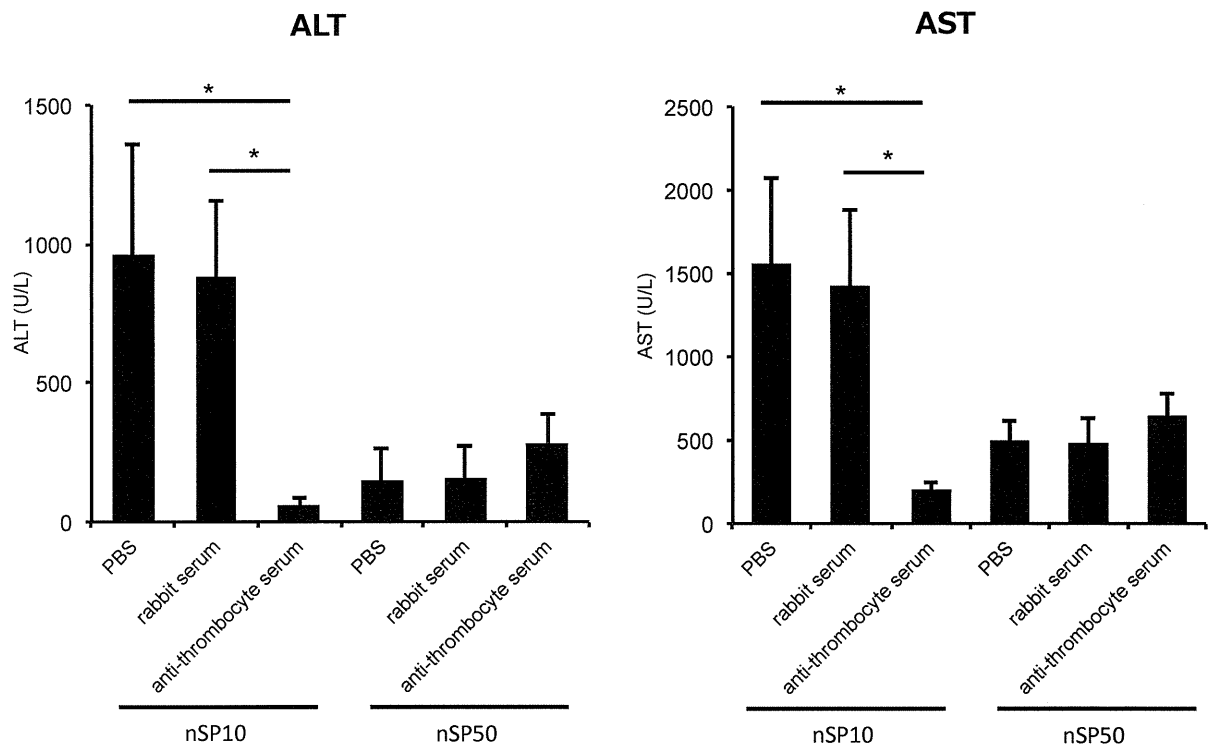 ALT
*
*
1500
1000
500
0
ALT (U/L)
PBS
rabbit serum
anti-thrombocyte serum
PBS
rabbit serum
anti-thrombocyte serum
nSP10
nSP50
AST
*
*
2500
2000
1500
1000
500
0
AST (U/L)
PBS
rabbit serum
anti-thrombocyte serum
PBS
rabbit serum
anti-thrombocyte serum
nSP10
nSP50